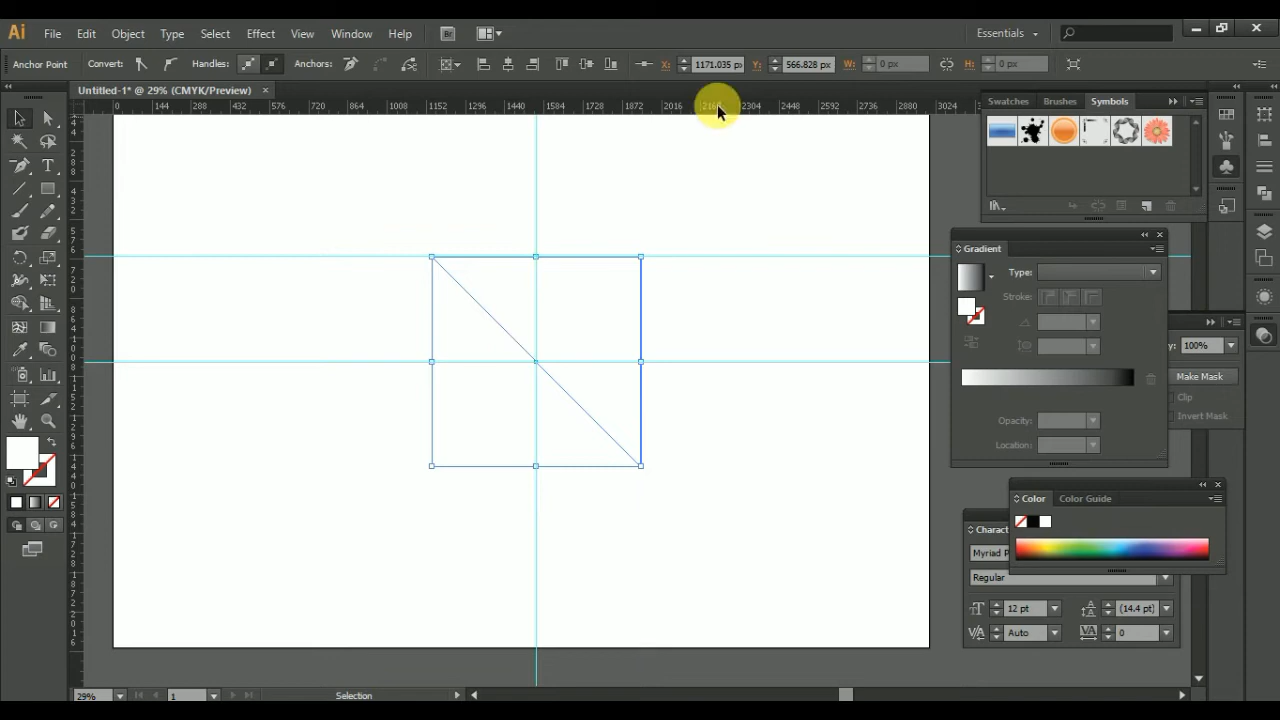 Ai File Edit Object Type Select Effect View Window Help Br Essentials
Anchor Point Convert: Handles: Anchors: X: 1171.035 px Y: 566.828 px W: 0 px H: 0 px
Untitled-1* @ 29% (CMYK/Preview) ×
0 144 288 432 576 720 864 1008 1152 1296 1440 1584 1728 1872 2016 2304 2448 2592 2736 2880 3024
Swatches Brushes Symbols
Gradient
Type:
Stroke:
Opacity:
Location:
y: 100%
Make Mask
Clip
Invert Mask
Color Color Guide
Charact
Myriad P
Regular
12 pt (14.4 pt)
Auto 0
29% 1 Selection